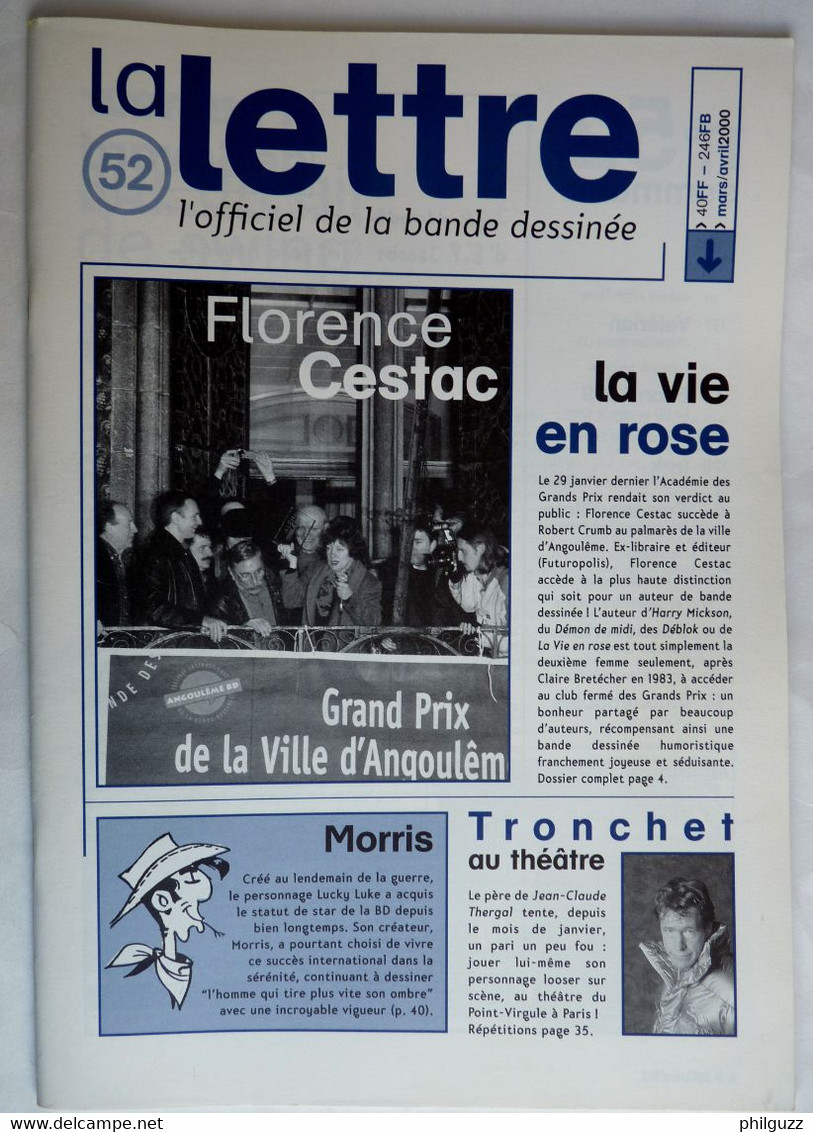 la lettre
52
l'officiel de la bande dessinée
> 40FF – 246FB
> mars/avril2000
Florence
Cestac
ANGOULÊME BD
Grand Prix
de la Ville d'Angoulêm
la vie
en rose
Le 29 janvier dernier l'Académie des
Grands Prix rendait son verdict au
public : Florence Cestac succède à
Robert Crumb au palmarès de la ville
d'Angoulême. Ex-libraire et éditeur
(Futuropolis), Florence Cestac
accède à la plus haute distinction
qui soit pour un auteur de bande
dessinée ! L'auteur d'Harry Mickson,
du Démon de midi, des Déblok ou de
La Vie en rose est tout simplement la
deuxième femme seulement, après
Claire Bretécher en 1983, à accéder
au club fermé des Grands Prix : un
bonheur partagé par beaucoup
d'auteurs, récompensant ainsi une
bande dessinée humoristique
franchement joyeuse et séduisante.
Dossier complet page 4.
Morris
Créé au lendemain de la guerre,
le personnage Lucky Luke a acquis
le statut de star de la BD depuis
bien longtemps. Son créateur,
Morris, a pourtant choisi de vivre
ce succès international dans la
sérénité, continuant à dessiner
"l'homme qui tire plus vite son ombre"
avec une incroyable vigueur (p. 40).
Tronchet
au théâtre
Le père de Jean-Claude
Thergal tente, depuis
le mois de janvier,
un pari un peu fou :
jouer lui-même son
personnage looser sur
scène, au théâtre du
Point-Virgule à Paris !
Répétitions page 35.
delcampe.net
philguzz